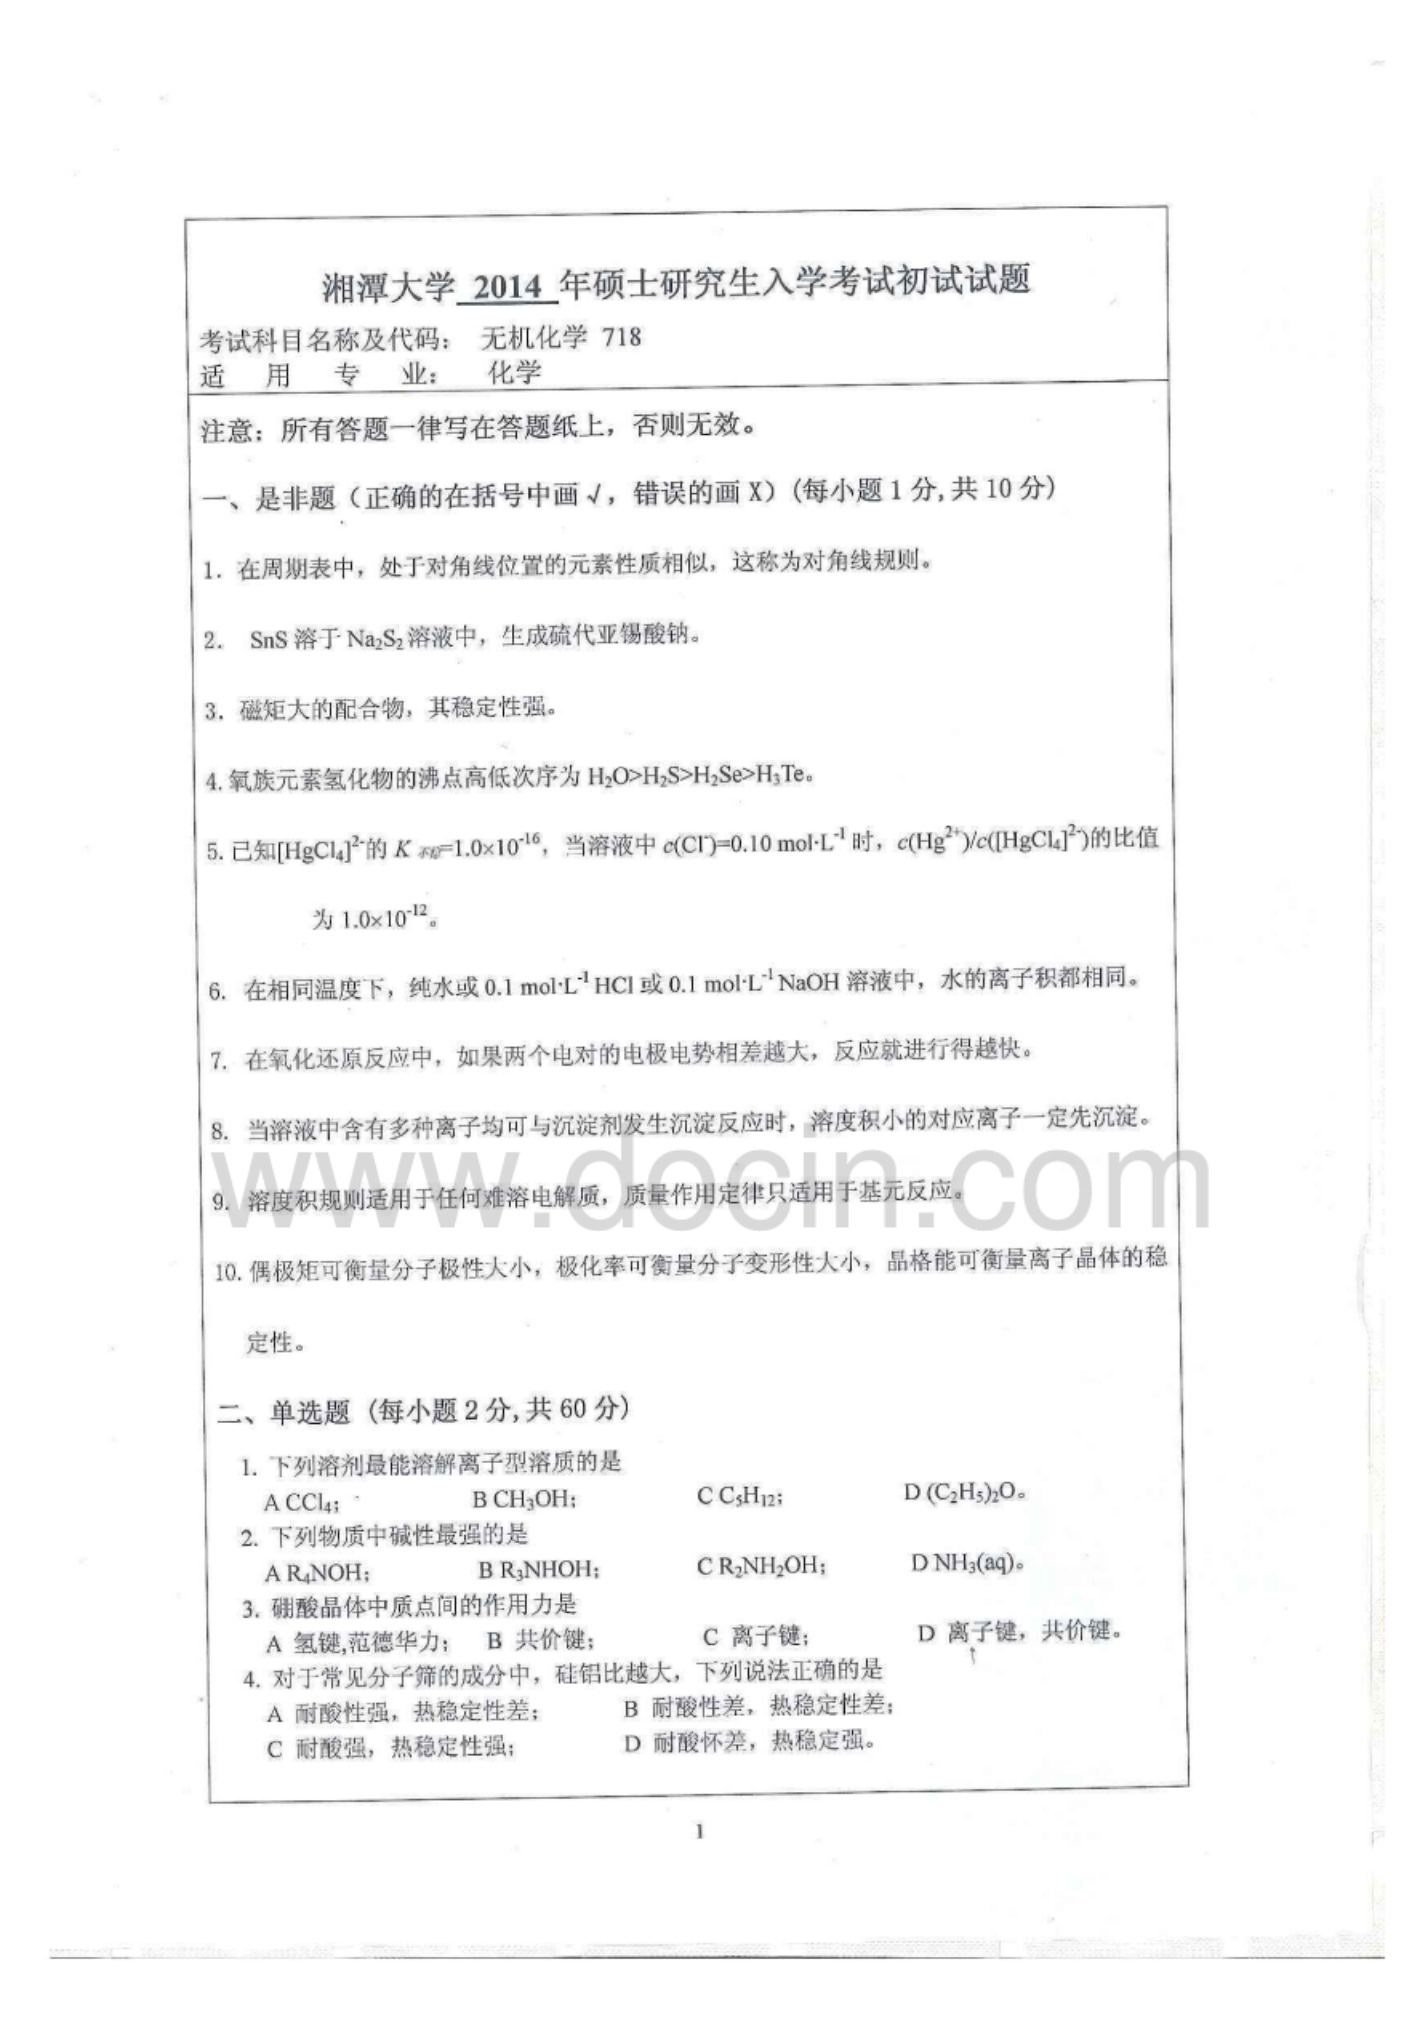 湘潭大学 2014 年硕士研究生入学考试初试试题
考试科目名称及代码： 无机化学 718
适 用 专 业： 化学
注意：所有答题一律写在答题纸上，否则无效。
一、是非题（正确的在括号中画√，错误的画 X）(每小题 1 分,共 10 分)
1. 在周期表中，处于对角线位置的元素性质相似，这称为对角线规则。
2. SnS 溶于 Na₂S₂ 溶液中，生成硫代亚锡酸钠。
3. 磁矩大的配合物，其稳定性强。
4. 氧族元素氢化物的沸点高低次序为 H₂O>H₂S>H₂Se>H₃Te。
5. 已知[HgCl₄]²⁻的 K 不稳=1.0×10⁻¹⁶，当溶液中 c(Cl⁻)=0.10 mol·L⁻¹ 时，c(Hg²⁺)/c([HgCl₄]²⁻)的比值
为 1.0×10⁻¹²。
6. 在相同温度下，纯水或 0.1 mol·L⁻¹ HCl 或 0.1 mol·L⁻¹ NaOH 溶液中，水的离子积都相同。
7. 在氧化还原反应中，如果两个电对的电极电势相差越大，反应就进行得越快。
8. 当溶液中含有多种离子均可与沉淀剂发生沉淀反应时，溶度积小的对应离子一定先沉淀。
www.docin.com
9. 溶度积规则适用于任何难溶电解质，质量作用定律只适用于基元反应。
10. 偶极矩可衡量分子极性大小，极化率可衡量分子变形性大小，晶格能可衡量离子晶体的稳
定性。
二、单选题 (每小题 2 分,共 60 分)
1. 下列溶剂最能溶解离子型溶质的是
A CCl₄； B CH₃OH； C C₅H₁₂； D (C₂H₅)₂O。
2. 下列物质中碱性最强的是
A R₄NOH； B R₃NHOH； C R₂NH₂OH； D NH₃(aq)。
3. 硼酸晶体中质点间的作用力是
A 氢键,范德华力； B 共价键； C 离子键； D 离子键，共价键。
4. 对于常见分子筛的成分中，硅铝比越大，下列说法正确的是
A 耐酸性强，热稳定性差； B 耐酸性差，热稳定性差；
C 耐酸强，热稳定性强； D 耐酸怀差，热稳定强。
1